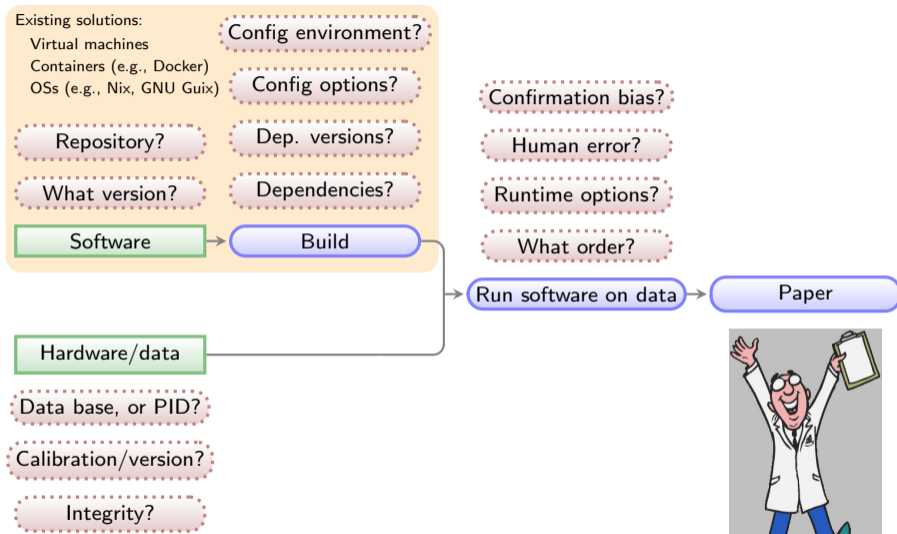 Existing solutions:
Virtual machines
Containers (e.g., Docker)
OSs (e.g., Nix, GNU Guix)
Config environment?
Config options?
Repository?
Dep. versions?
What version?
Dependencies?
Software
Build
Confirmation bias?
Human error?
Runtime options?
What order?
Run software on data
Paper
Hardware/data
Data base, or PID?
Calibration/version?
Integrity?